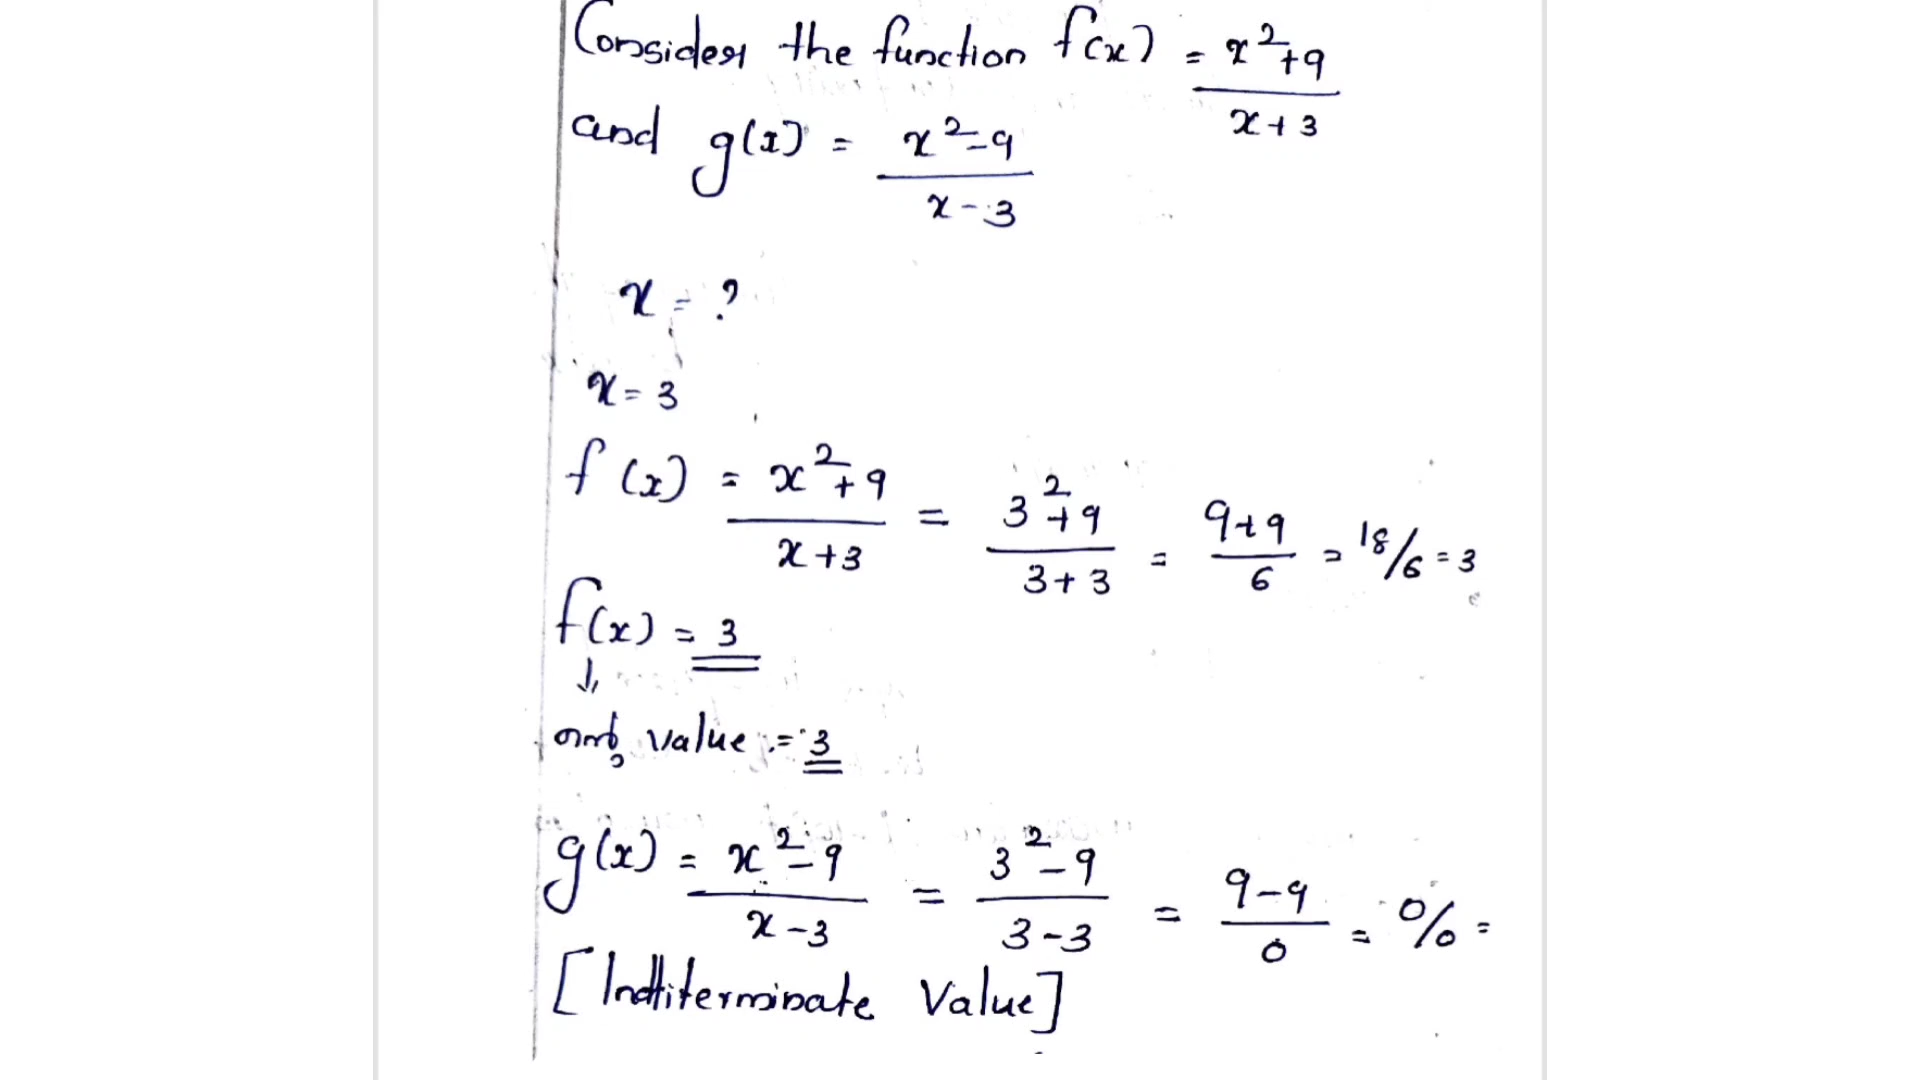 Consider the function f(x) = x²+9 / x+3
and g(x) = x²-9 / x-3
x = ?
x = 3
f(x) = x²+9 / x+3 = 3²+9 / 3+3 = 9+9 / 6 = 18/6 = 3
f(x) = 3
↓
value = 3
g(x) = x²-9 / x-3 = 3²-9 / 3-3 = 9-9 / 0 = 0/0 =
[Indtiterminate Value]